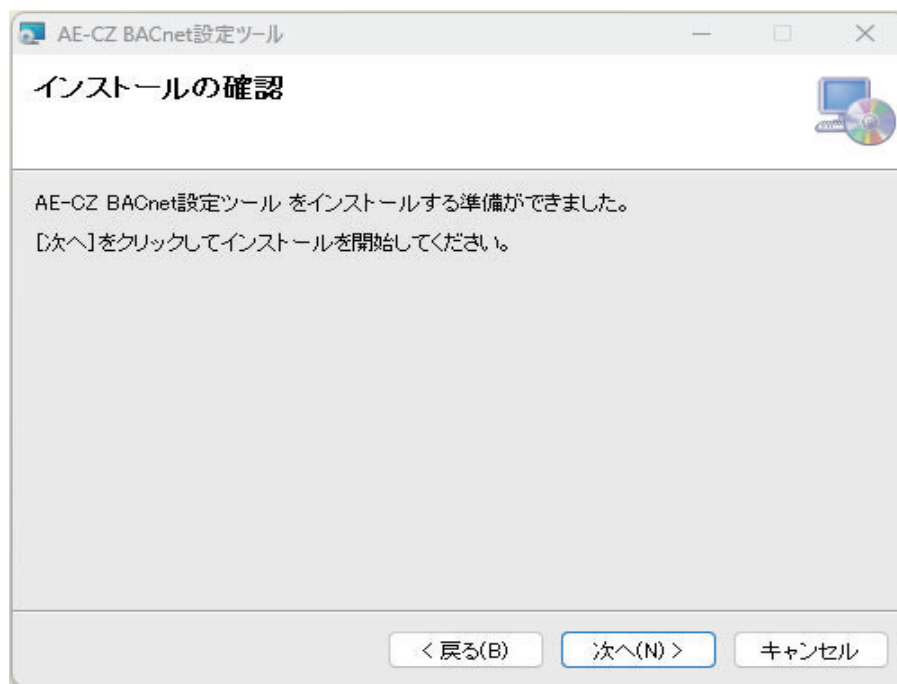 AE-CZ BACnet設定ツール
インストールの確認
AE-CZ BACnet設定ツール をインストールする準備ができました。
[次へ]をクリックしてインストールを開始してください。
< 戻る(B)
次へ(N) >
キャンセル